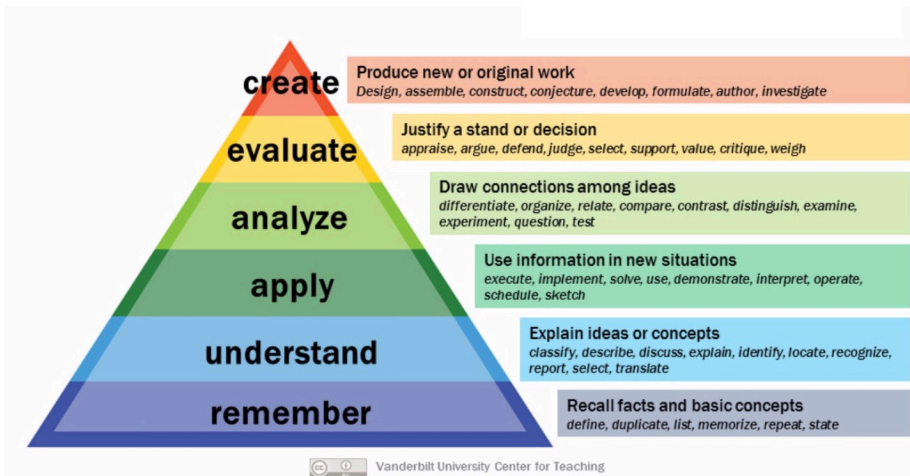 create
Produce new or original work
Design, assemble, construct, conjecture, develop, formulate, author, investigate
evaluate
Justify a stand or decision
appraise, argue, defend, judge, select, support, value, critique, weigh
analyze
Draw connections among ideas
differentiate, organize, relate, compare, contrast, distinguish, examine,
experiment, question, test
apply
Use information in new situations
execute, implement, solve, use, demonstrate, interpret, operate,
schedule, sketch
understand
Explain ideas or concepts
classify, describe, discuss, explain, identify, locate, recognize,
report, select, translate
remember
Recall facts and basic concepts
define, duplicate, list, memorize, repeat, state
cc
Vanderbilt University Center for Teaching